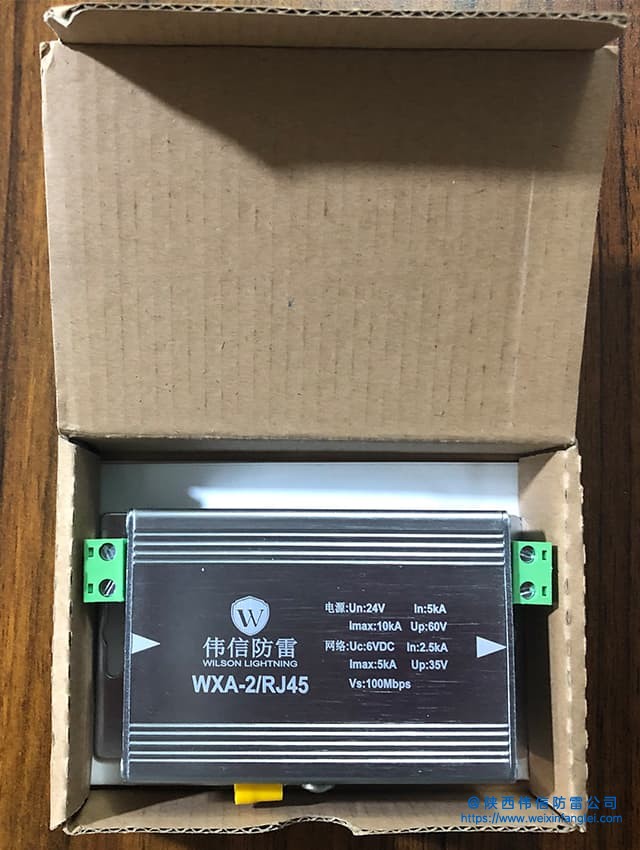 W
伟信防雷
WILSON LIGHTNING
WXA-2/RJ45
电源:Un:24V In:5kA
Imax:10kA Up:60V
网络:Uc:6VDC In:2.5kA
Imax:5kA Up:35V
Vs:100Mbps
@陕西伟信防雷公司
https://www.weixinfanglei.com